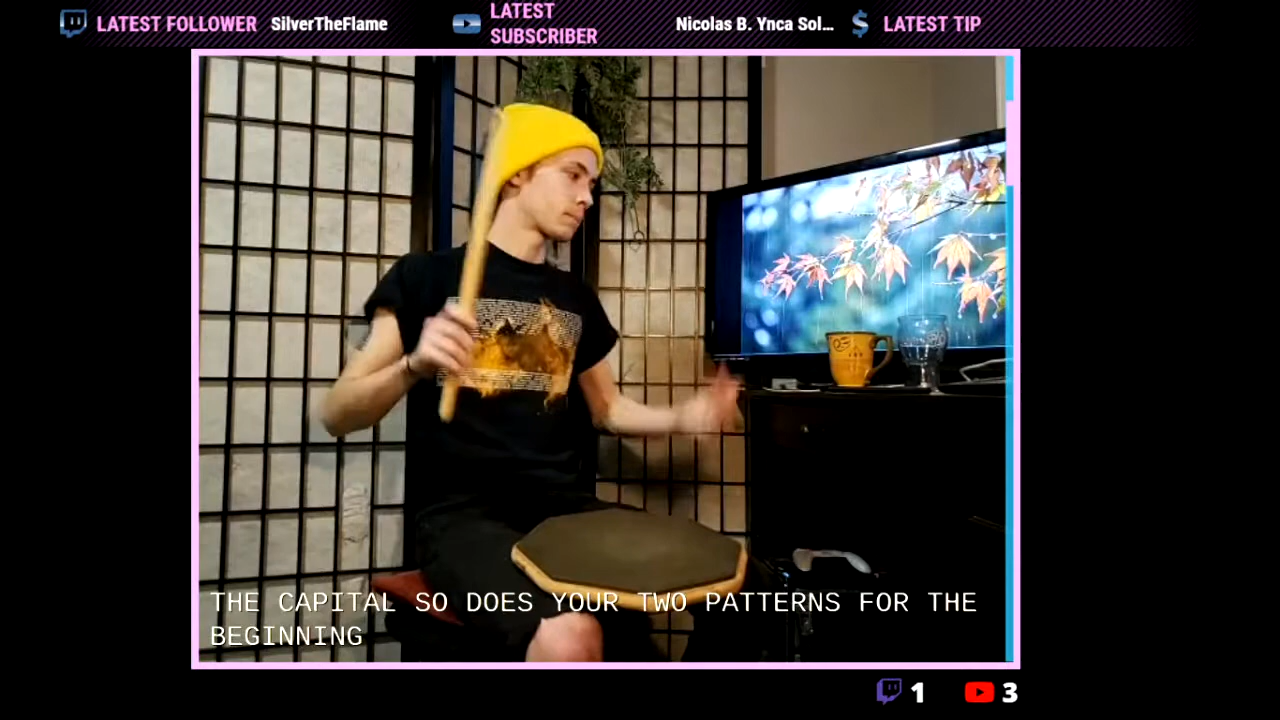 LATEST FOLLOWER SilverTheFlame
LATEST
SUBSCRIBER
Nicolas B. Ynca Sol...
$ LATEST TIP
THE CAPITAL SO DOES YOUR TWO PATTERNS FOR THE
BEGINNING
1 3